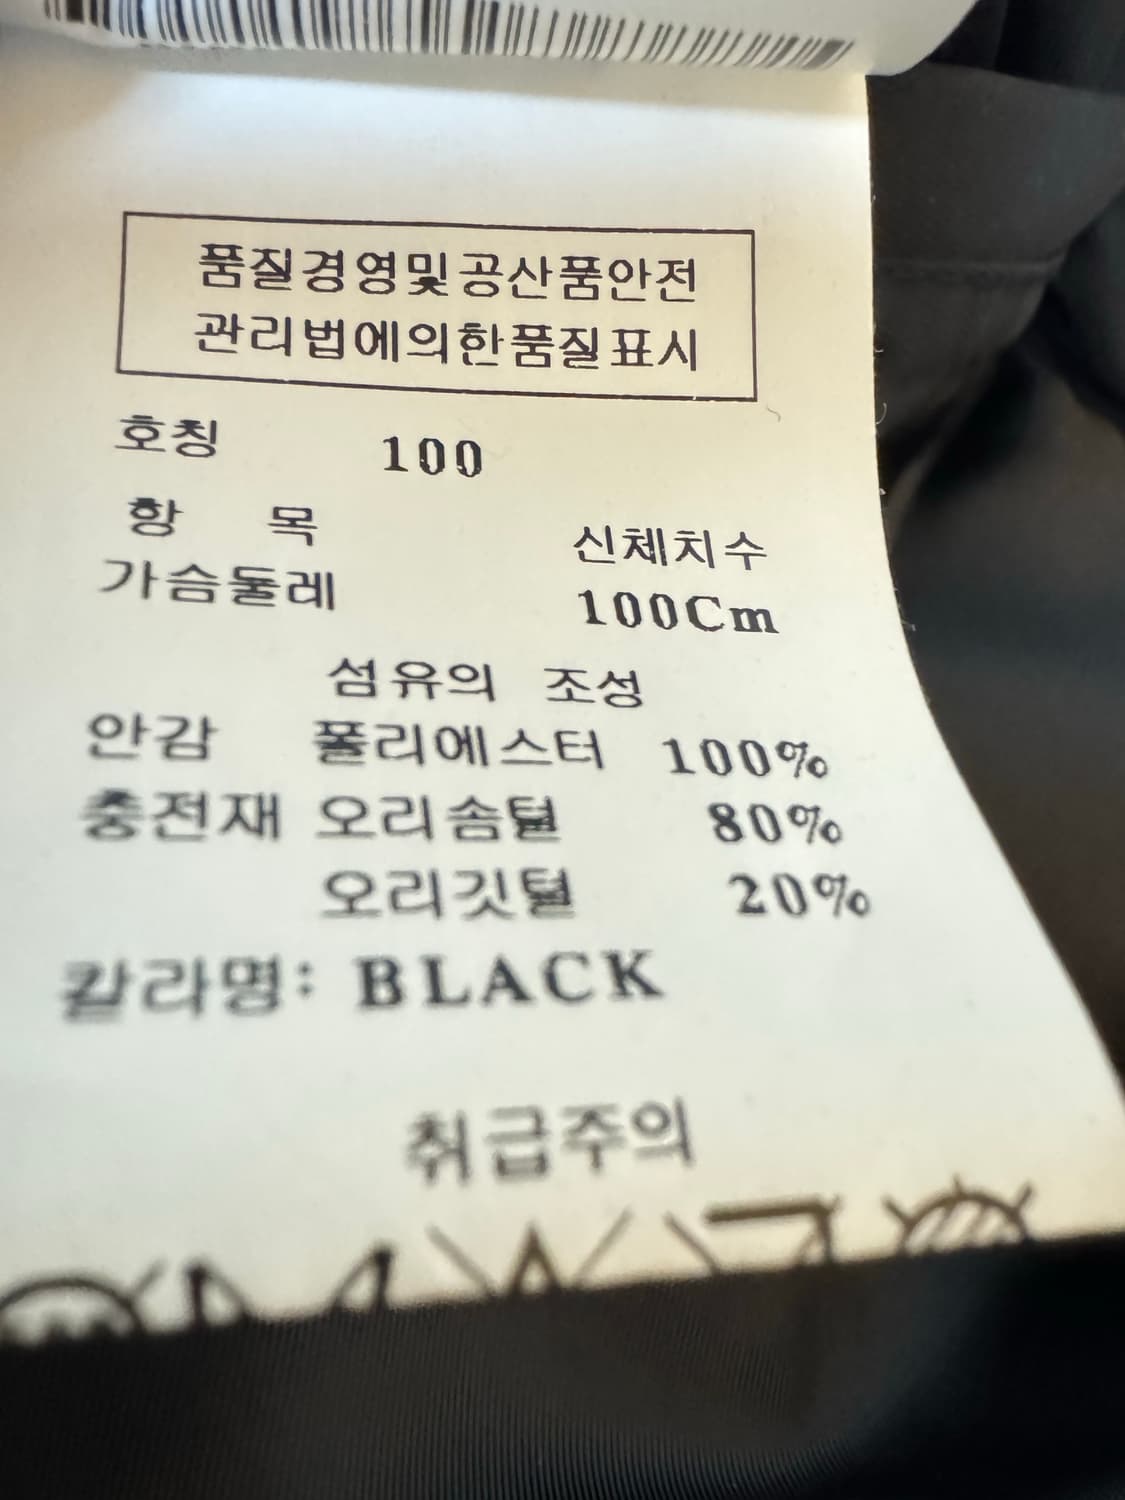 품질경영및공산품안전
관리법에의한품질표시
호칭 100
항 목 신체치수
가슴둘레 100Cm
섬유의 조성
안감 폴리에스터 100%
충전재 오리솜털 80%
오리깃털 20%
칼라명: BLACK
취급주의